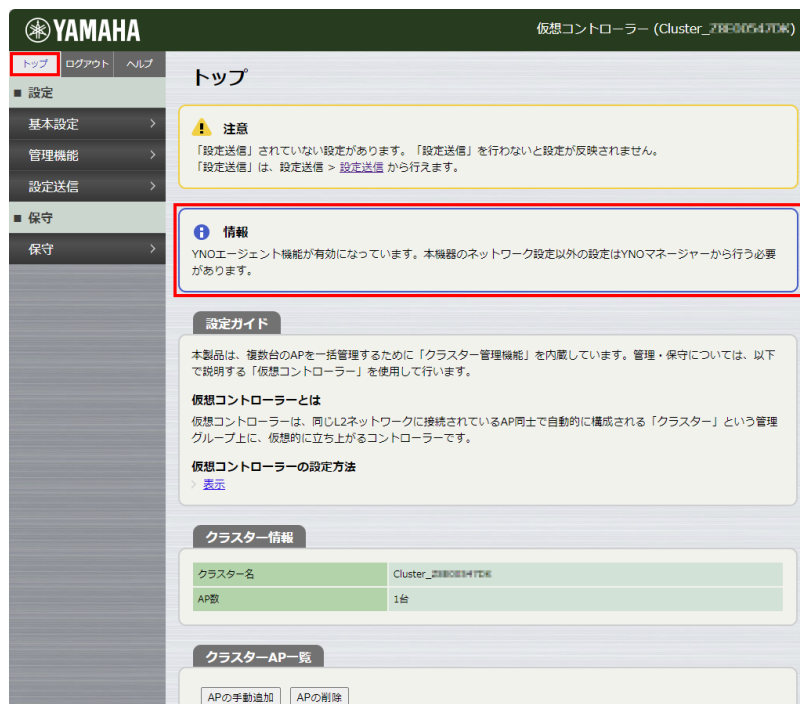 YAMAHA
仮想コントローラー (Cluster_
トップ ログアウト ヘルプ
■ 設定
基本設定
管理機能
設定送信
■ 保守
保守
トップ
注意
「設定送信」されていない設定があります。「設定送信」を行わないと設定が反映されません。
「設定送信」は、設定送信 > 設定送信 から行えます。
情報
YNOエージェント機能が有効になっています。本機器のネットワーク設定以外の設定はYNOマネージャーから行う必要
があります。
設定ガイド
本製品は、複数台のAPを一括管理するために「クラスター管理機能」を内蔵しています。管理・保守については、以下
で説明する「仮想コントローラー」を使用して行います。
仮想コントローラーとは
仮想コントローラーは、同じL2ネットワークに接続されているAP同士で自動的に構成される「クラスター」という管理
グループ上に、仮想的に立ち上がるコントローラーです。
仮想コントローラーの設定方法
表示
クラスター情報
クラスター名 Cluster_
AP数 1台
クラスターAP一覧
APの手動追加 APの削除